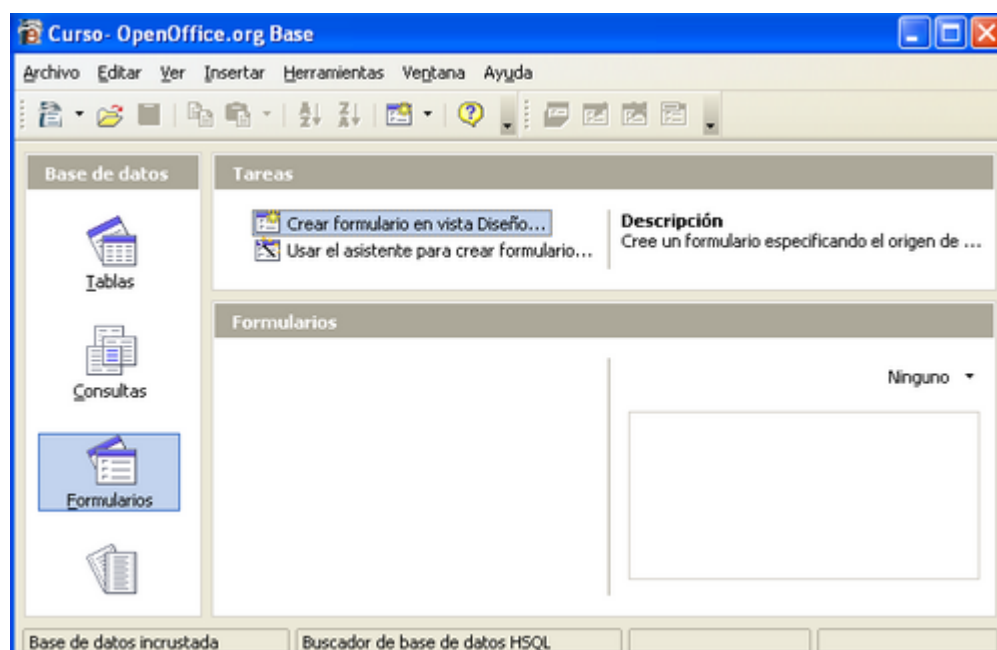 Curso- OpenOffice.org Base
Archivo Editar Ver Insertar Herramientas Ventana Ayuda
Base de datos
Tareas
Crear formulario en vista Diseño...
Usar el asistente para crear formulario...
Descripción
Cree un formulario especificando el origen de ...
Tablas
Formularios
Consultas
Ninguno
Formularios
Base de datos incrustada
Buscador de base de datos HSQL